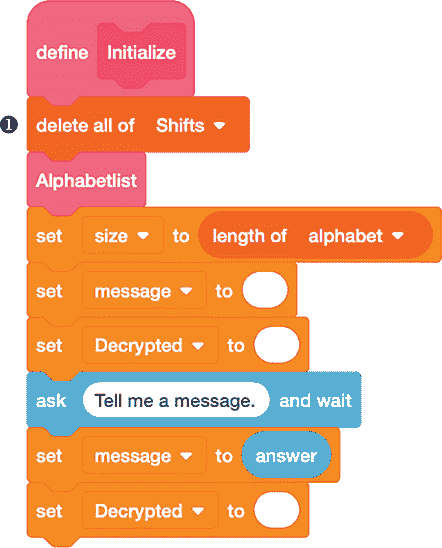 define Initialize
❶ delete all of Shifts
Alphabetlist
set size to length of alphabet
set message to
set Decrypted to
ask Tell me a message. and wait
set message to answer
set Decrypted to